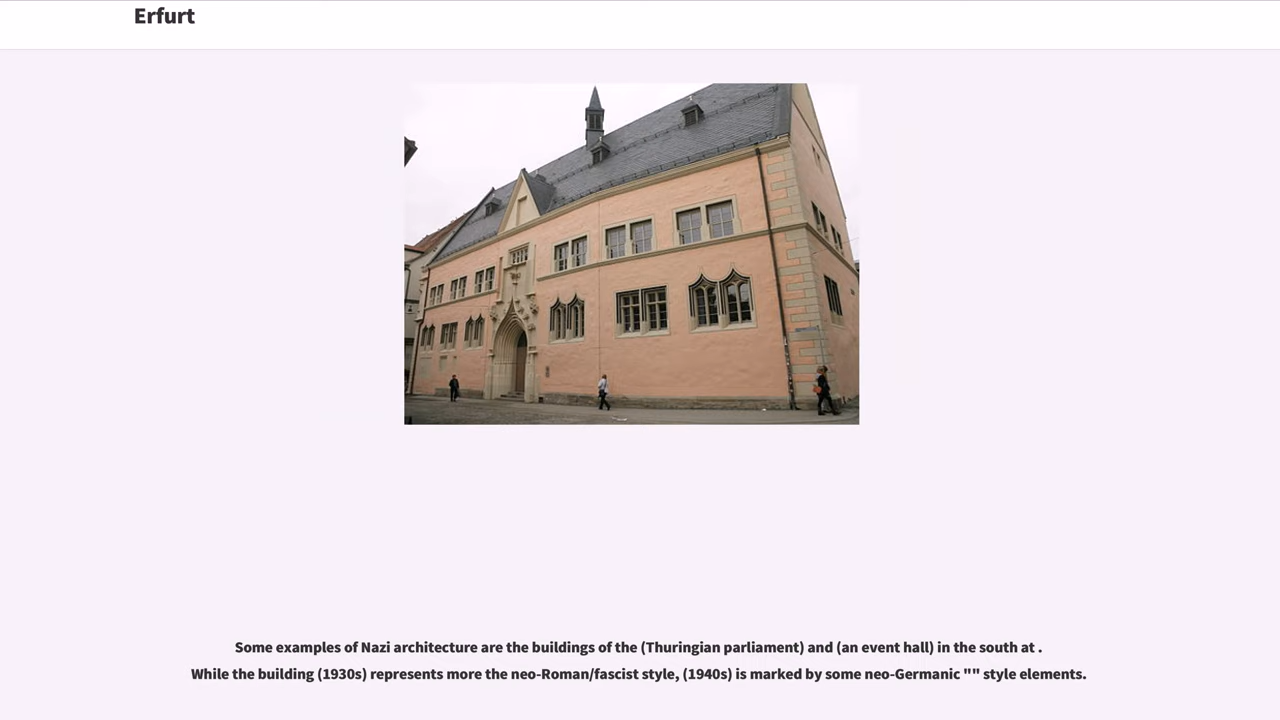 Erfurt
Some examples of Nazi architecture are the buildings of the (Thuringian parliament) and (an event hall) in the south at .
While the building (1930s) represents more the neo-Roman/fascist style, (1940s) is marked by some neo-Germanic "" style elements.